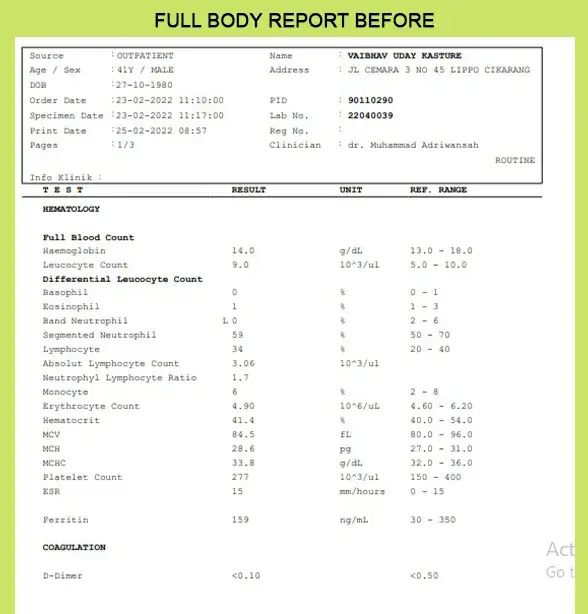 FULL BODY REPORT BEFORE
Source : OUTPATIENT Name : VAIBHAV UDAY KASTURE
Age / Sex : 41Y / MALE Address : JL CEMARA 3 NO 45 LIPPO CIKARANG
DOB :27-10-1980
Order Date :23-02-2022 11:10:00 PID : 90110290
Specimen Date :23-02-2022 11:17:00 Lab No. : 22040039
Print Date :25-02-2022 08:57 Reg No. :
Pages :1/3 Clinician : dr. Muhammad Adriwansah
ROUTINE
Info Klinik :
T E S T RESULT UNIT REF. RANGE
HEMATOLOGY
Full Blood Count
Haemoglobin 14.0 g/dL 13.0 - 18.0
Leucocyte Count 9.0 10^3/ul 5.0 - 10.0
Differential Leucocyte Count
Basophil 0 % 0 - 1
Eosinophil 1 % 1 - 3
Band Neutrophil L 0 % 2 - 6
Segmented Neutrophil 59 % 50 - 70
Lymphocyte 34 % 20 - 40
Absolut Lymphocyte Count 3.06 10^3/ul
Neutrophyl Lymphocyte Ratio 1.7
Monocyte 6 % 2 - 8
Erythrocyte Count 4.90 10^6/uL 4.60 - 6.20
Hematocrit 41.4 % 40.0 - 54.0
MCV 84.5 fL 80.0 - 96.0
MCH 28.6 pg 27.0 - 31.0
MCHC 33.8 g/dL 32.0 - 36.0
Platelet Count 277 10^3/ul 150 - 400
ESR 15 mm/hours 0 - 15
Ferritin 159 ng/mL 30 - 350
COAGULATION
Act
Go t
D-Dimer <0.10 <0.50